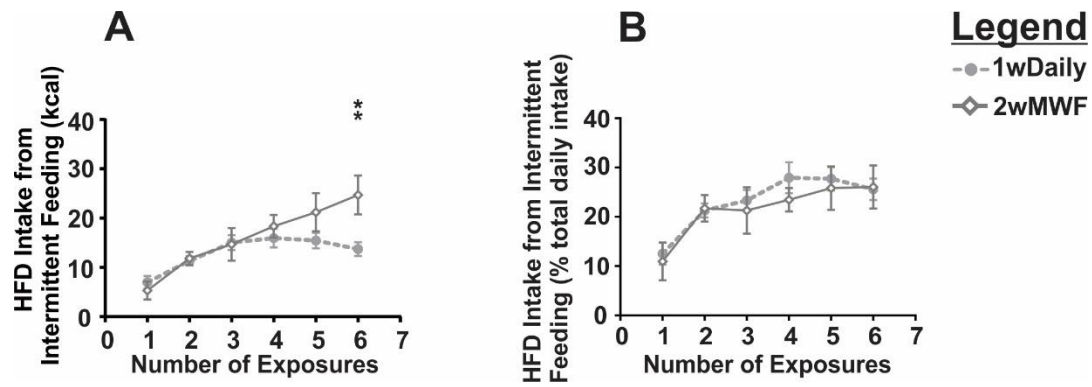 A
HFD Intake from
Intermittent Feeding (kcal)
40
30
20
10
0
**
0 1 2 3 4 5 6 7
Number of Exposures
B
HFD Intake from Intermittent
Feeding (% total daily intake)
40
30
20
10
0
0 1 2 3 4 5 6 7
Number of Exposures
Legend
1wDaily
2wMWF